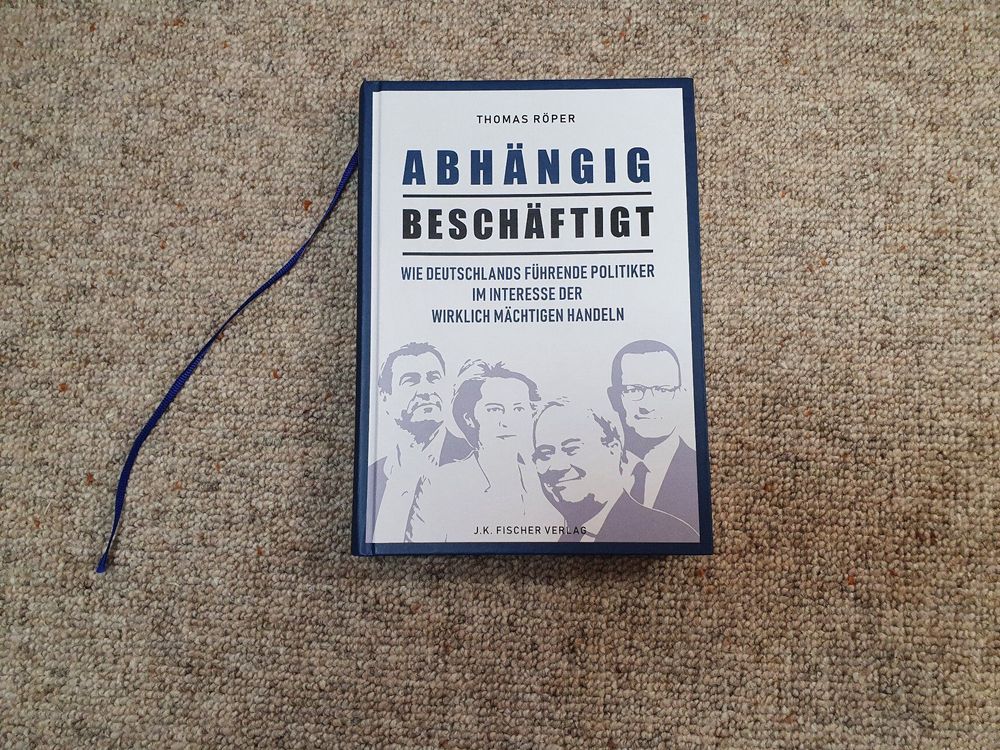 THOMAS RÖPER
ABHÄNGIG
BESCHÄFTIGT
WIE DEUTSCHLANDS FÜHRENDE POLITIKER
IM INTERESSE DER
WIRKLICH MÄCHTIGEN HANDELN
J.K. FISCHER VERLAG